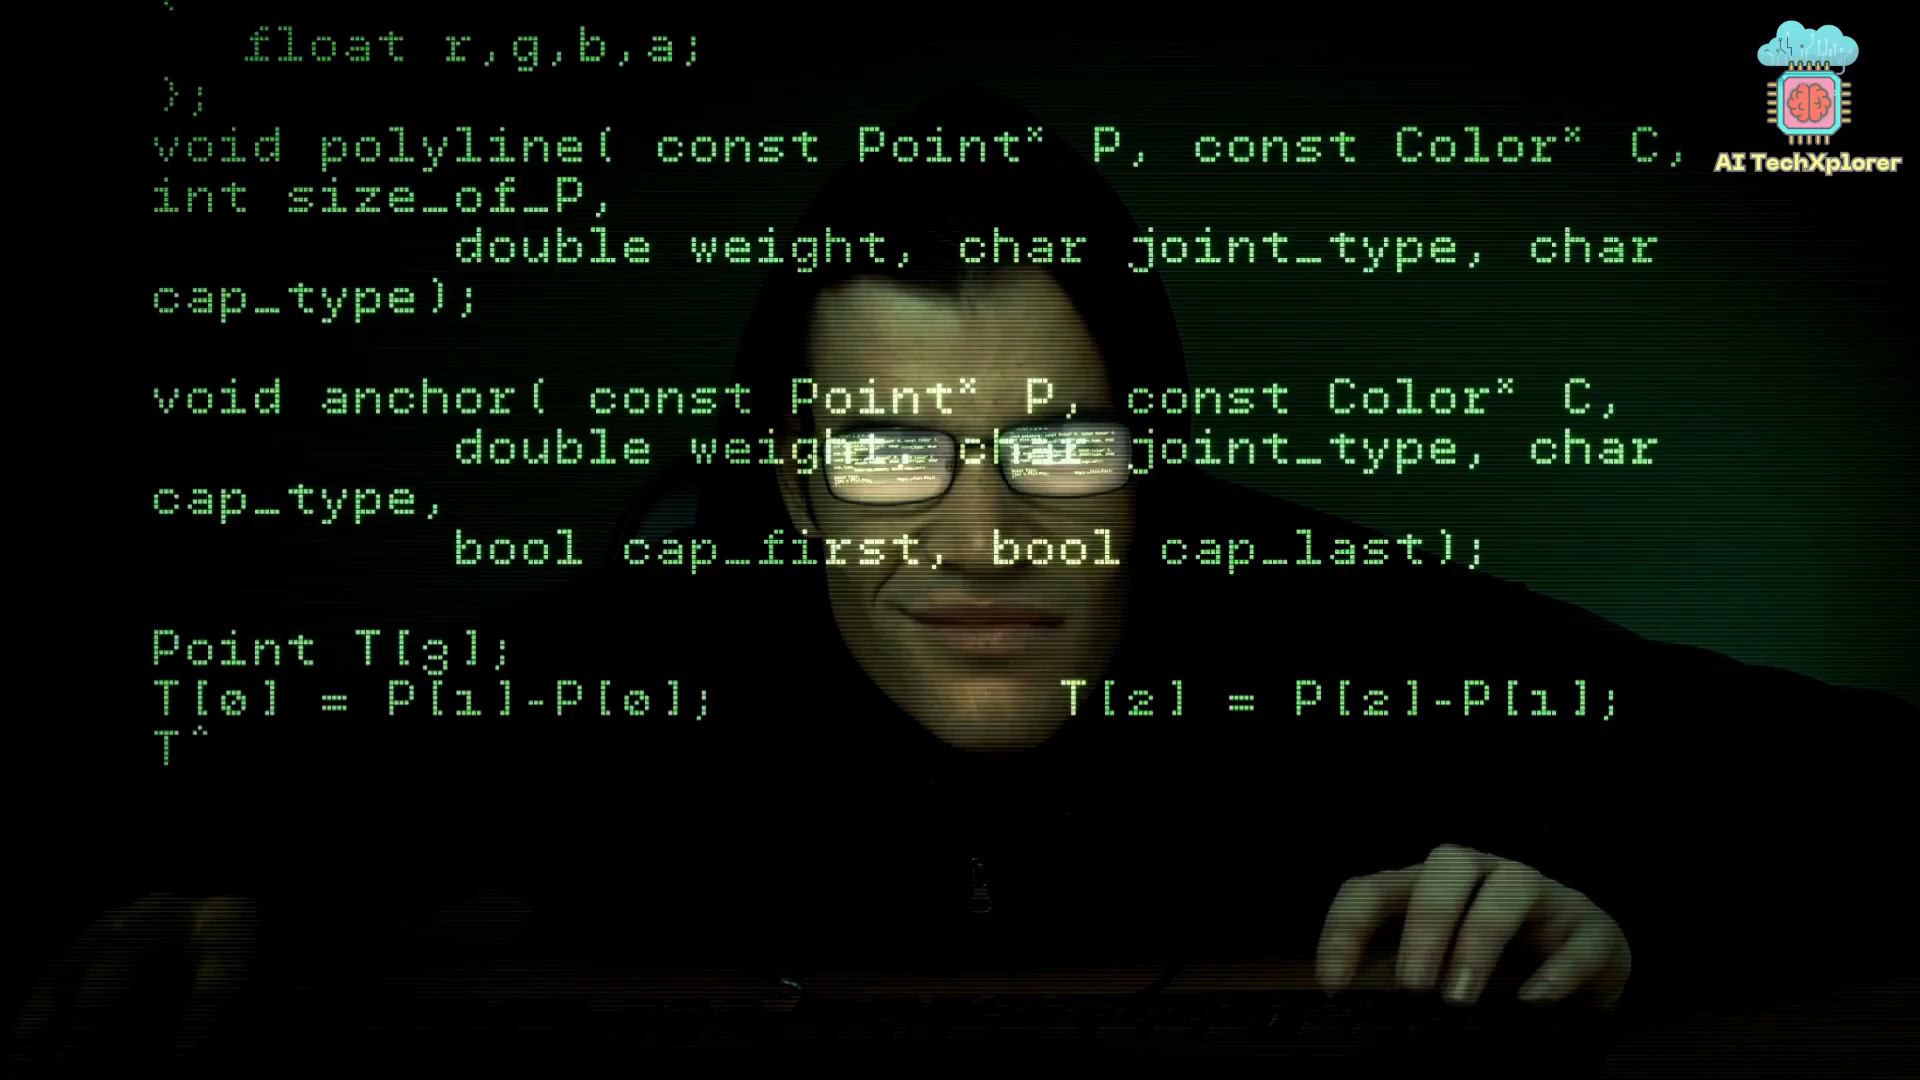 float r,g,b,a;
};
void polyline( const Point* P, const Color* C,
int size_of_P,
double weight, char joint_type, char
cap_type);
void anchor( const Point* P, const Color* C,
double weight, char joint_type, char
cap_type,
bool cap_first, bool cap_last);
Point T[3];
T[0] = P[1]-P[0]; T[2] = P[2]-P[1];
T
AI TechXplorer